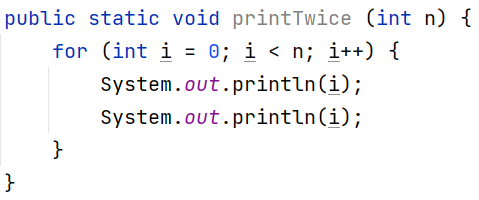 public static void printTwice (int n) {
    for (int i = 0; i < n; i++) {
        System.out.println(i);
        System.out.println(i);
    }
}